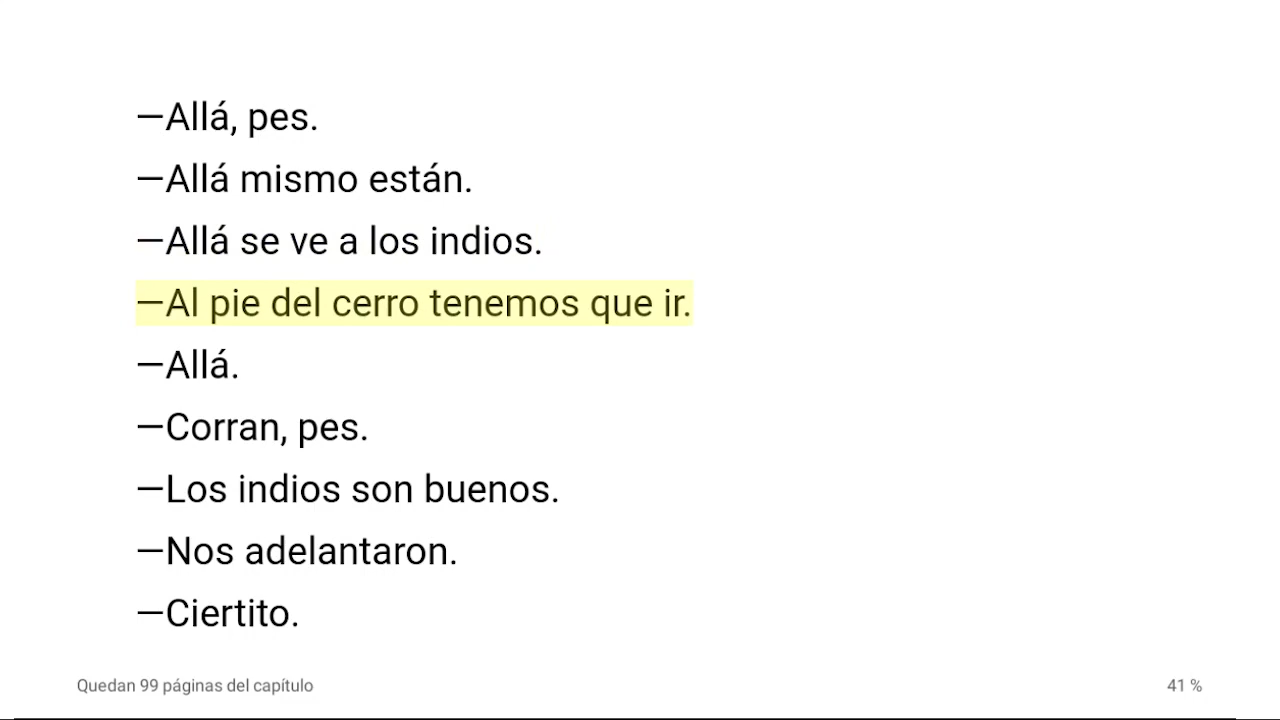 —Allá, pes.
—Allá mismo están.
—Allá se ve a los indios.
—Al pie del cerro tenemos que ir.
—Allá.
—Corran, pes.
—Los indios son buenos.
—Nos adelantaron.
—Ciertito.
Quedan 99 páginas del capítulo
41 %